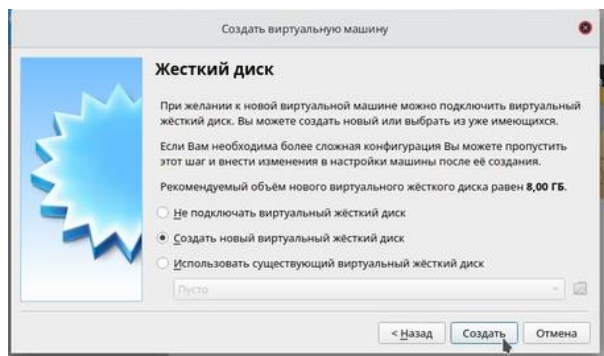 Создать виртуальную машину
Жесткий диск
При желании к новой виртуальной машине можно подключить виртуальный
жёсткий диск. Вы можете создать новый или выбрать из уже имеющихся.
Если Вам необходима более сложная конфигурация Вы можете пропустить
этот шаг и внести изменения в настройки машины после её создания.
Рекомендуемый объём нового виртуального жёсткого диска равен 8,00 ГБ.
Не подключать виртуальный жёсткий диск
Создать новый виртуальный жёсткий диск
Использовать существующий виртуальный жёсткий диск
Пусто
< Назад Создать Отмена